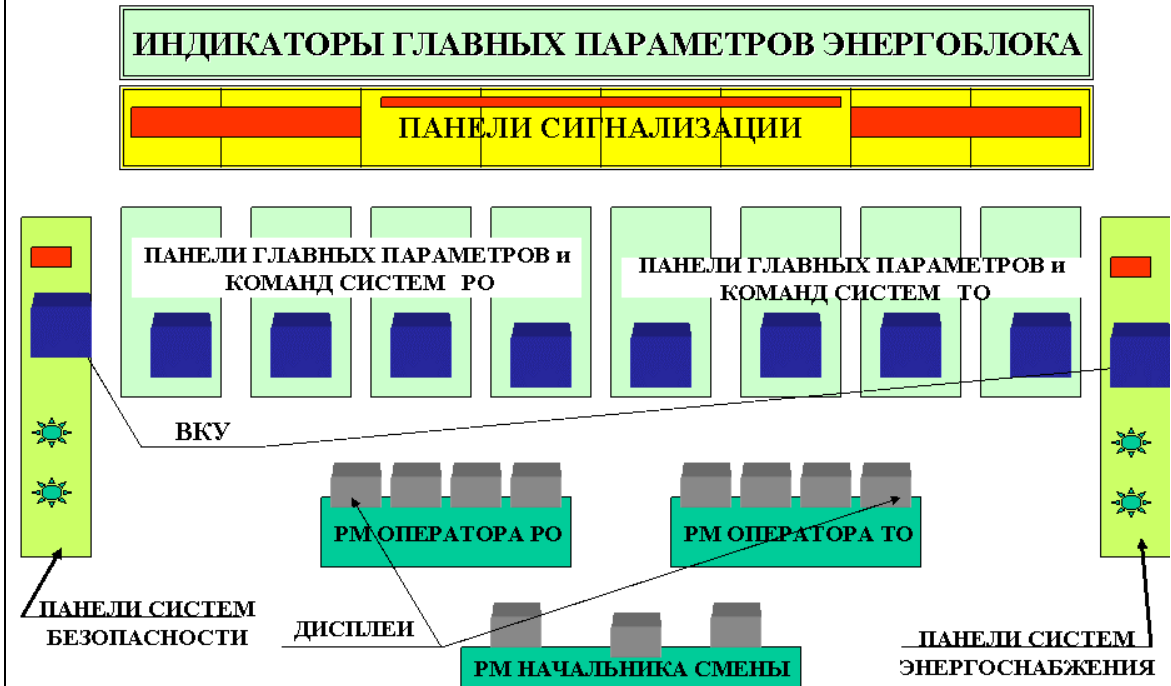 ИНДИКАТОРЫ ГЛАВНЫХ ПАРАМЕТРОВ ЭНЕРГОБЛОКА
ПАНЕЛИ СИГНАЛИЗАЦИИ
ПАНЕЛИ ГЛАВНЫХ ПАРАМЕТРОВ и
КОМАНД СИСТЕМ РО
ПАНЕЛИ ГЛАВНЫХ ПАРАМЕТРОВ и
КОМАНД СИСТЕМ ТО
ВКУ
РМ ОПЕРАТОРА РО
РМ ОПЕРАТОРА ТО
ПАНЕЛИ СИСТЕМ
БЕЗОПАСНОСТИ
ДИСПЛЕИ
РМ НАЧАЛЬНИКА СМЕНЫ
ПАНЕЛИ СИСТЕМ
ЭНЕРГОСНАБЖЕНИЯ